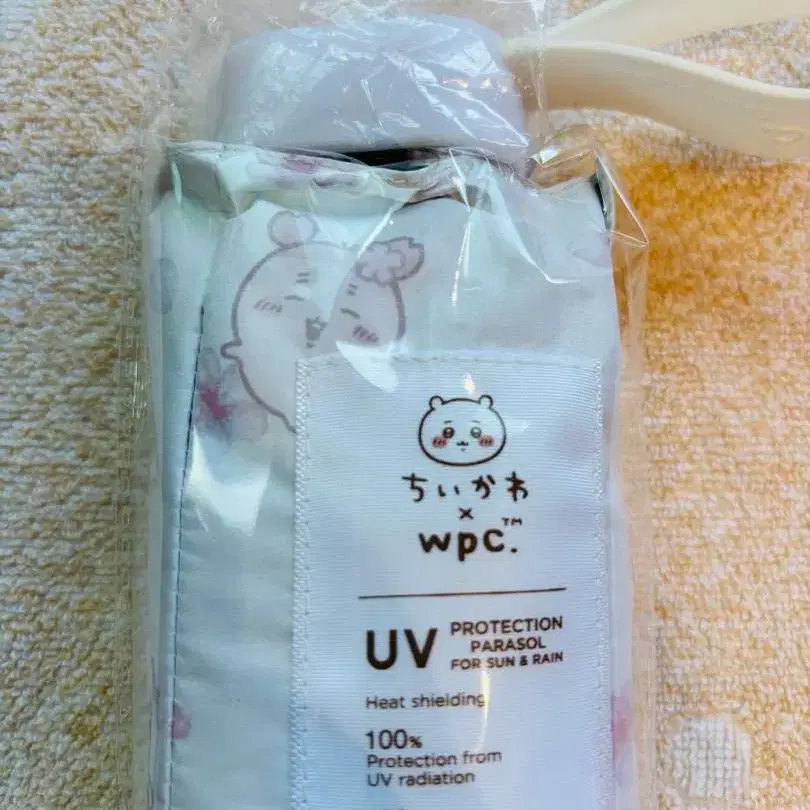 ちいかわ
×
wpc.™
UV PROTECTION
PARASOL
FOR SUN & RAIN
Heat shielding
100%
Protection from
UV radiation